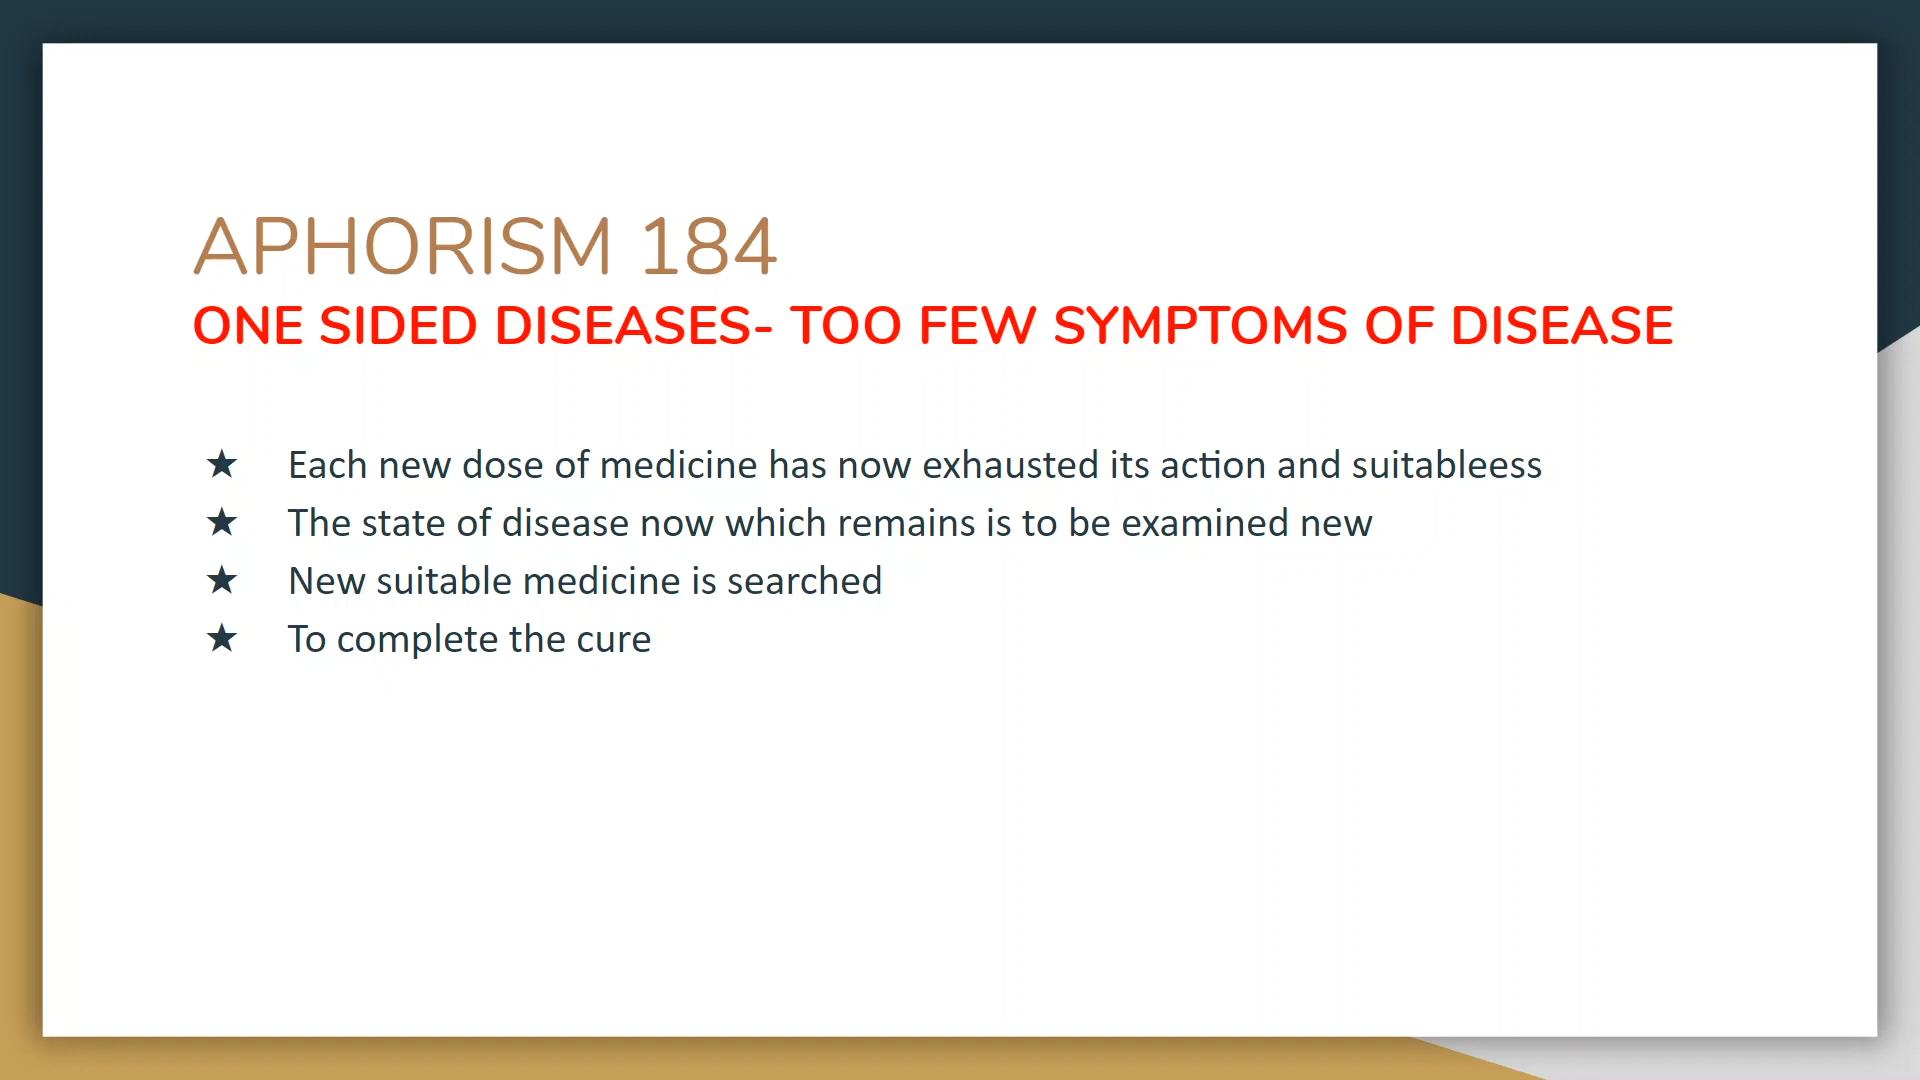 APHORISM 184
ONE SIDED DISEASES- TOO FEW SYMPTOMS OF DISEASE
★ Each new dose of medicine has now exhausted its action and suitableess
★ The state of disease now which remains is to be examined new
★ New suitable medicine is searched
★ To complete the cure